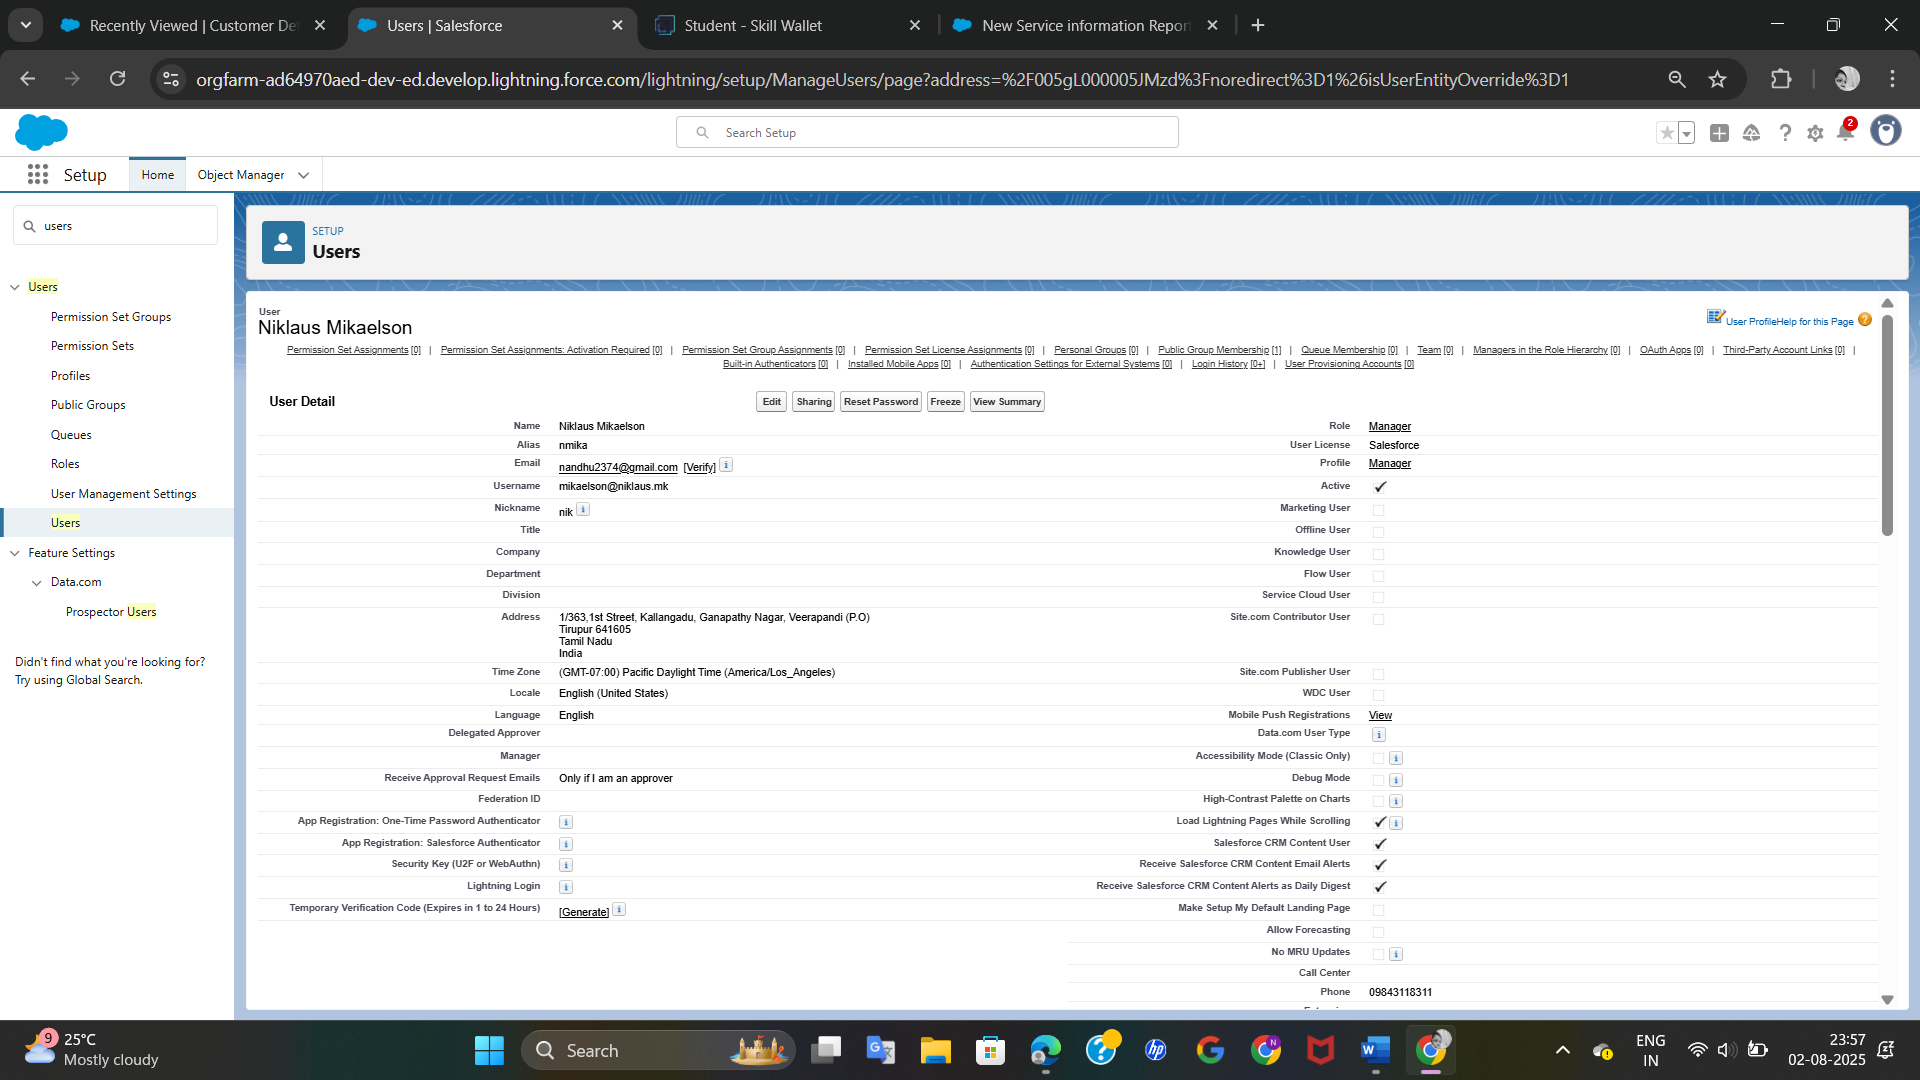 Recently Viewed | Customer De
Users | Salesforce
Student - Skill Wallet
New Service information Report
orgfarm-ad64970aed-dev-ed.develop.lightning.force.com/lightning/setup/ManageUsers/page?address=%2F005gL000005JMzd%3Fnoredirect%3D1%26isUserEntityOverride%3D1
Search Setup
2
Setup
Home
Object Manager
users
SETUP
Users
Users
Permission Set Groups
Permission Sets
Profiles
Public Groups
Queues
Roles
User Management Settings
Users
Feature Settings
Data.com
Prospector Users
Didn't find what you're looking for?
Try using Global Search.
User
Niklaus Mikaelson
User Profile Help for this Page ?
Permission Set Assignments [0] | Permission Set Assignments: Activation Required [0] | Permission Set Group Assignments [0] | Permission Set License Assignments [0] | Personal Groups [0] | Public Group Membership [1] | Queue Membership [0] | Team [0] | Managers in the Role Hierarchy [0] | OAuth Apps [0] | Third-Party Account Links [0] |
Built-in Authenticators [0] | Installed Mobile Apps [0] | Authentication Settings for External Systems [0] | Login History [0+] | User Provisioning Accounts [0]
User Detail
Edit Sharing Reset Password Freeze View Summary
Name Niklaus Mikaelson
Role Manager
Alias nmika
User License Salesforce
Email nandhu2374@gmail.com [Verify] i
Profile Manager
Username mikaelson@niklaus.mk
Active
Nickname nik i
Marketing User
Title
Offline User
Company
Knowledge User
Department
Flow User
Division
Service Cloud User
Address 1/363,1st Street, Kallangadu, Ganapathy Nagar, Veerapandi (P.O)
Tirupur 641605
Tamil Nadu
India
Site.com Contributor User
Time Zone (GMT-07:00) Pacific Daylight Time (America/Los_Angeles)
Site.com Publisher User
Locale English (United States)
WDC User
Language English
Mobile Push Registrations View
Delegated Approver
Data.com User Type i
Manager
Accessibility Mode (Classic Only) i
Receive Approval Request Emails Only if I am an approver
Debug Mode i
Federation ID
High-Contrast Palette on Charts i
App Registration: One-Time Password Authenticator i
Load Lightning Pages While Scrolling i
App Registration: Salesforce Authenticator i
Salesforce CRM Content User
Security Key (U2F or WebAuthn) i
Receive Salesforce CRM Content Email Alerts
Lightning Login i
Receive Salesforce CRM Content Alerts as Daily Digest
Temporary Verification Code (Expires in 1 to 24 Hours) [Generate] i
Make Setup My Default Landing Page
Allow Forecasting
No MRU Updates i
Call Center
Phone 09843118311
9
25°C
Mostly cloudy
Search
ENG
IN
23:57
02-08-2025